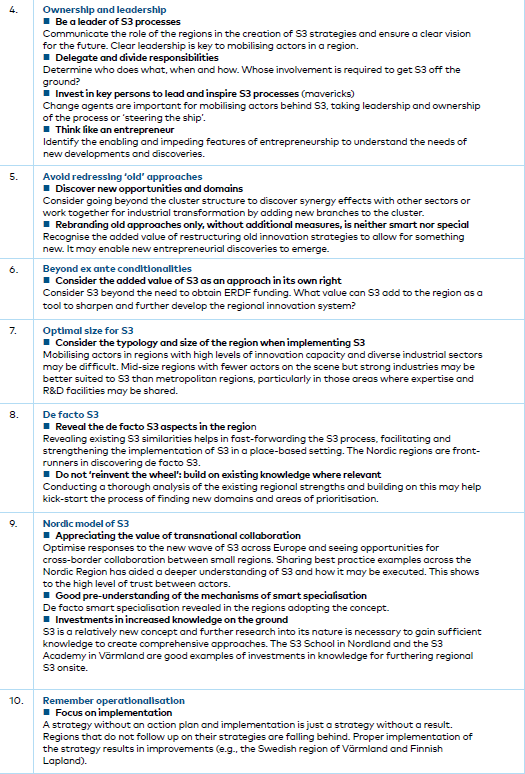 4.
Ownership and leadership
■ Be a leader of S3 processes
Communicate the role of the regions in the creation of S3 strategies and ensure a clear vision
for the future. Clear leadership is key to mobilising actors in a region.
■ Delegate and divide responsibilities
Determine who does what, when and how. Whose involvement is required to get S3 off the
ground?
■ Invest in key persons to lead and inspire S3 processes (mavericks)
Change agents are important for mobilising actors behind S3, taking leadership and ownership
of the process or ‘steering the ship’.
■ Think like an entrepreneur
Identify the enabling and impeding features of entrepreneurship to understand the needs of
new developments and discoveries.
5.
Avoid redressing ‘old’ approaches
■ Discover new opportunities and domains
Consider going beyond the cluster structure to discover synergy effects with other sectors or
work together for industrial transformation by adding new branches to the cluster.
■ Rebranding old approaches only, without additional measures, is neither smart nor special
Recognise the added value of restructuring old innovation strategies to allow for something
new. It may enable new entrepreneurial discoveries to emerge.
6.
Beyond ex ante conditionalities
■ Consider the added value of S3 as an approach in its own right
Consider S3 beyond the need to obtain ERDF funding. What value can S3 add to the region as a
tool to sharpen and further develop the regional innovation system?
7.
Optimal size for S3
■ Consider the typology and size of the region when implementing S3
Mobilising actors in regions with high levels of innovation capacity and diverse industrial sectors
may be difficult. Mid-size regions with fewer actors on the scene but strong industries may be
better suited to S3 than metropolitan regions, particularly in those areas where expertise and
R&D facilities may be shared.
8.
De facto S3
■ Reveal the de facto S3 aspects in the region
Revealing existing S3 similarities helps in fast-forwarding the S3 process, facilitating and
strengthening the implementation of S3 in a place-based setting. The Nordic regions are front-
runners in discovering de facto S3.
■ Do not ‘reinvent the wheel’: build on existing knowledge where relevant
Conducting a thorough analysis of the existing regional strengths and building on this may help
kick-start the process of finding new domains and areas of prioritisation.
9.
Nordic model of S3
■ Appreciating the value of transnational collaboration
Optimise responses to the new wave of S3 across Europe and seeing opportunities for
cross-border collaboration between small regions. Sharing best practice examples across the
Nordic Region has aided a deeper understanding of S3 and how it may be executed. This shows
to the high level of trust between actors.
■ Good pre-understanding of the mechanisms of smart specialisation
De facto smart specialisation revealed in the regions adopting the concept.
■ Investments in increased knowledge on the ground
S3 is a relatively new concept and further research into its nature is necessary to gain sufficient
knowledge to create comprehensive approaches. The S3 School in Nordland and the S3
Academy in Värmland are good examples of investments in knowledge for furthering regional
S3 onsite.
10.
Remember operationalisation
■ Focus on implementation
A strategy without an action plan and implementation is just a strategy without a result.
Regions that do not follow up on their strategies are falling behind. Proper implementation of
the strategy results in improvements (e.g., the Swedish region of Värmland and Finnish
Lapland).